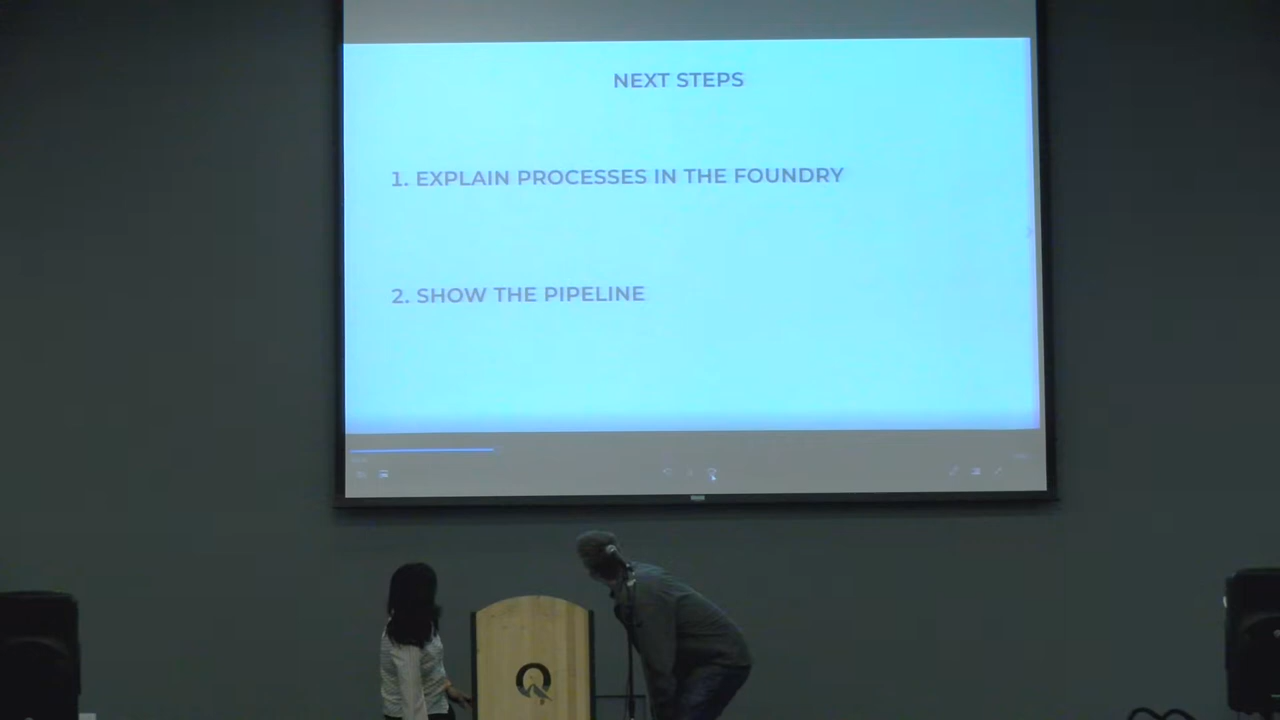 NEXT STEPS
1. EXPLAIN PROCESSES IN THE FOUNDRY
2. SHOW THE PIPELINE
Q